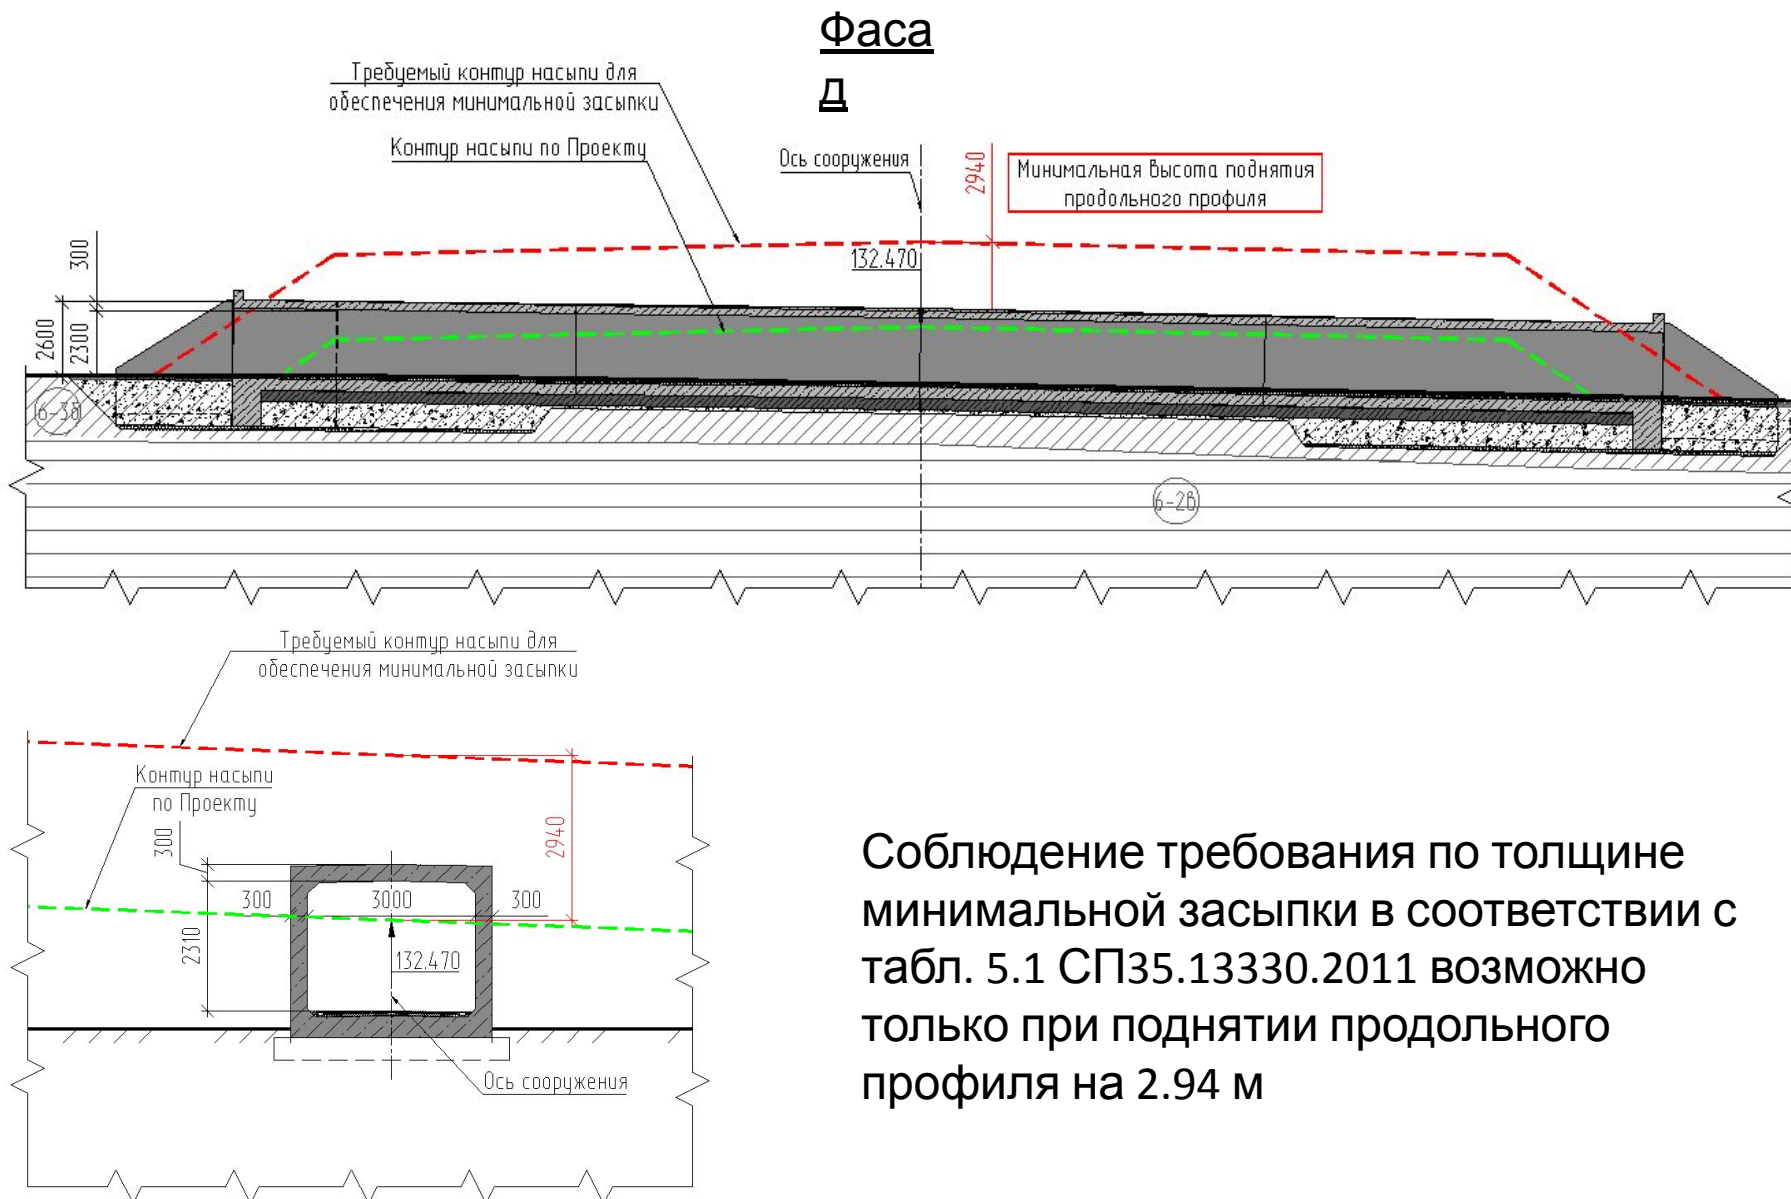 Фаса
д
Требуемый контур насыпи для
обеспечения минимальной засыпки
Контур насыпи по Проекту
Ось сооружения
2940
Минимальная высота поднятия
продольного профиля
132.470
300
2600
2300
6-3в
6-2в
Требуемый контур насыпи для
обеспечения минимальной засыпки
Контур насыпи
по Проекту
300
2940
300
3000
300
2310
132.470
Ось сооружения
Соблюдение требования по толщине
минимальной засыпки в соответствии с
табл. 5.1 СП35.13330.2011 возможно
только при поднятии продольного
профиля на 2.94 м